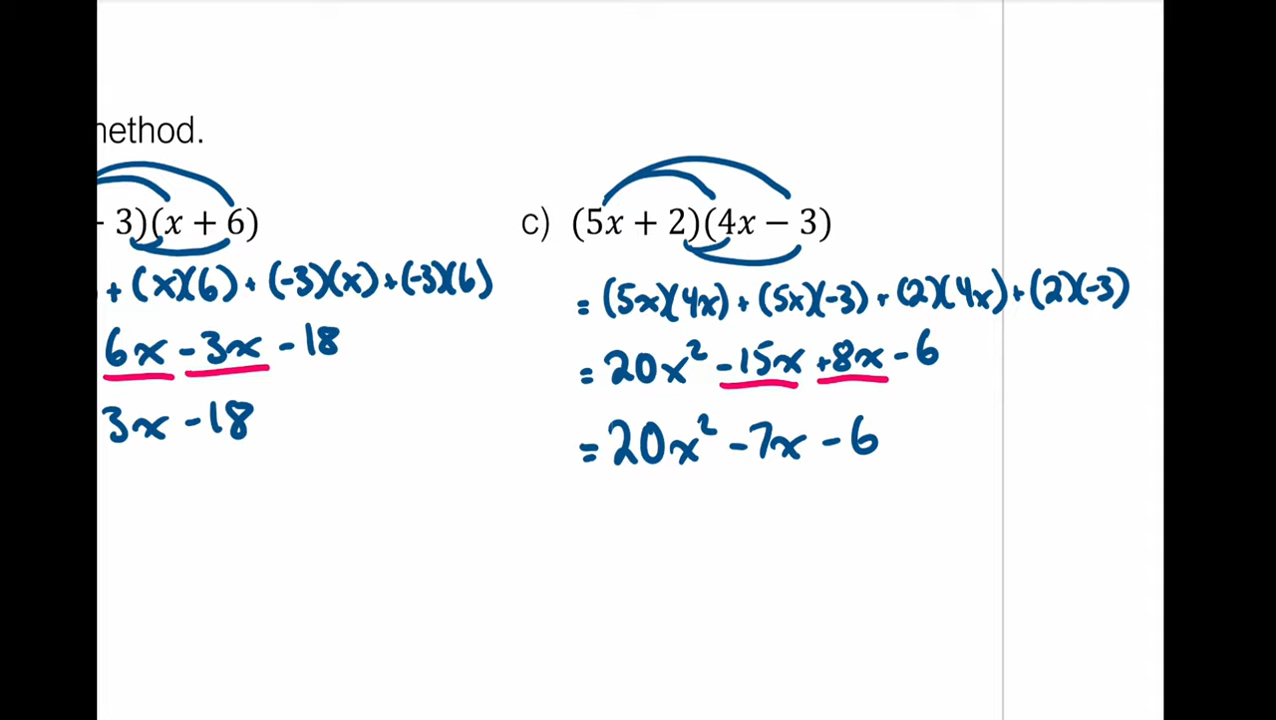 method.
- 3)(x + 6)
+ (x)(6) + (-3)(x) + (-3)(6)
6x - 3x - 18
3x - 18
c) (5x + 2)(4x − 3)
= (5x)(4x) + (5x)(-3) + (2)(4x) + (2)(-3)
= 20x² - 15x + 8x - 6
= 20x² - 7x - 6